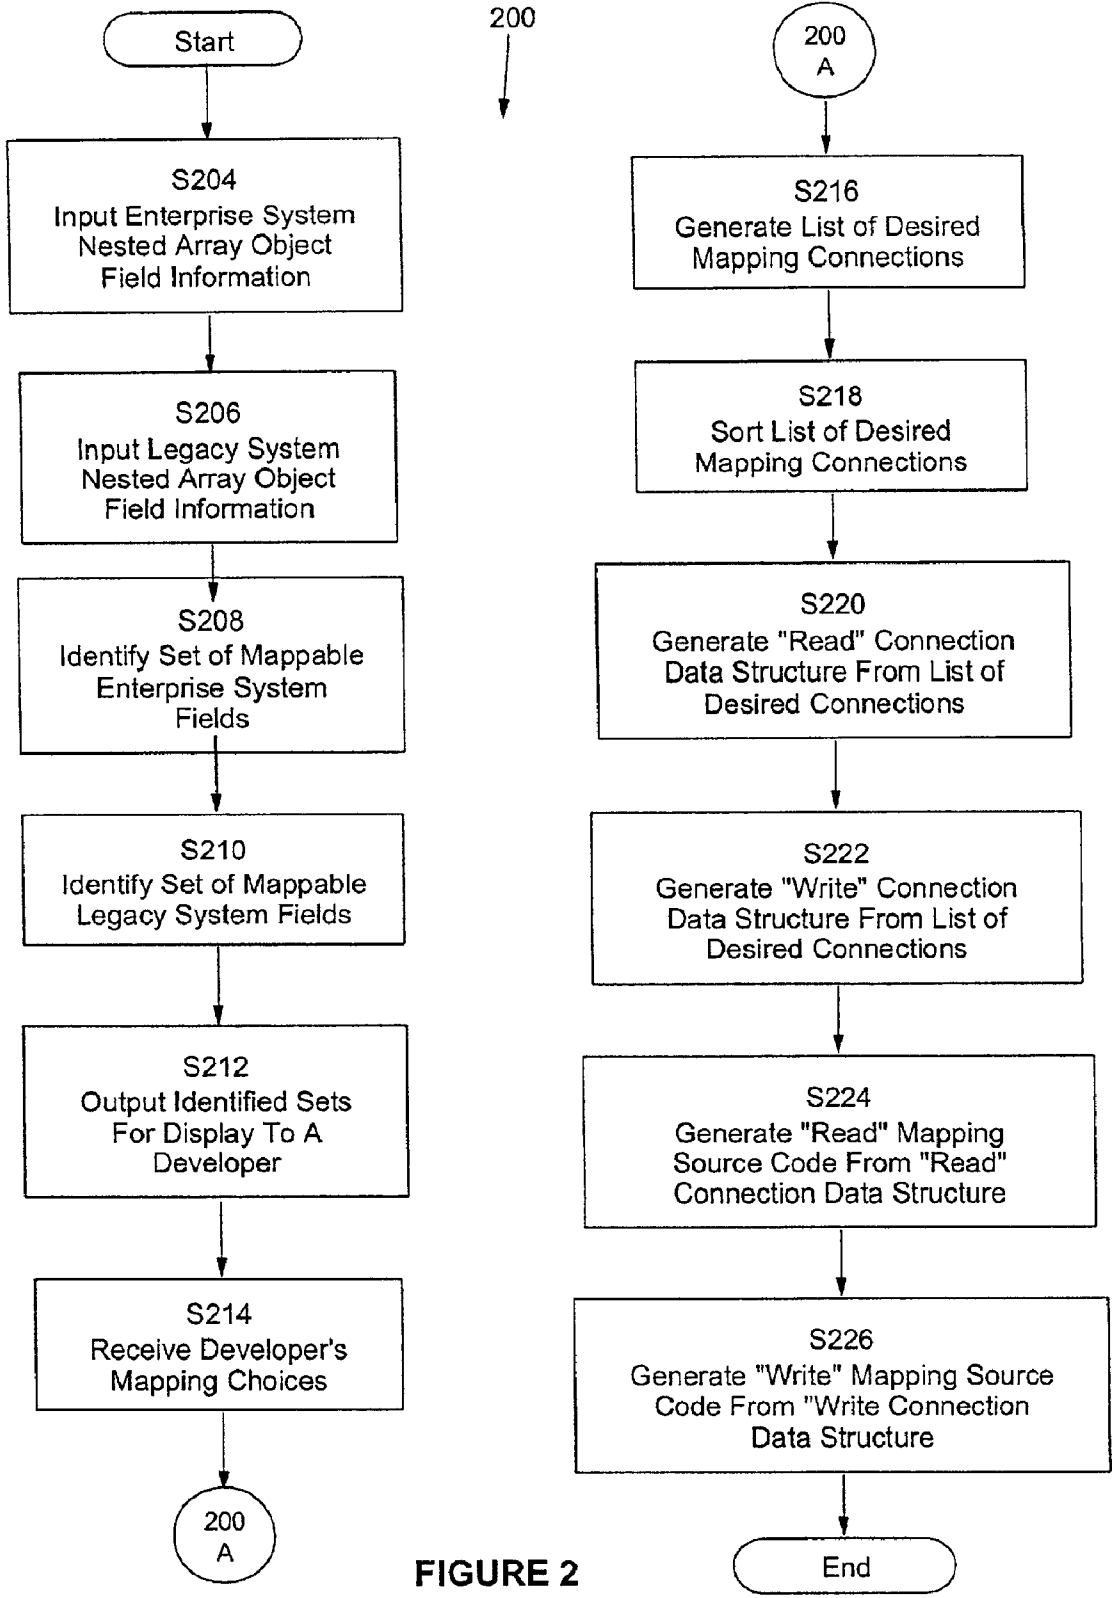 200
Start
S204
Input Enterprise System
Nested Array Object
Field Information
S206
Input Legacy System
Nested Array Object
Field Information
S208
Identify Set of Mappable
Enterprise System
Fields
S210
Identify Set of Mappable
Legacy System Fields
S212
Output Identified Sets
For Display To A
Developer
S214
Receive Developer's
Mapping Choices
200
A
200
A
S216
Generate List of Desired
Mapping Connections
S218
Sort List of Desired
Mapping Connections
S220
Generate "Read" Connection
Data Structure From List of
Desired Connections
S222
Generate "Write" Connection
Data Structure From List of
Desired Connections
S224
Generate "Read" Mapping
Source Code From "Read"
Connection Data Structure
S226
Generate "Write" Mapping Source
Code From "Write Connection
Data Structure
End
FIGURE 2